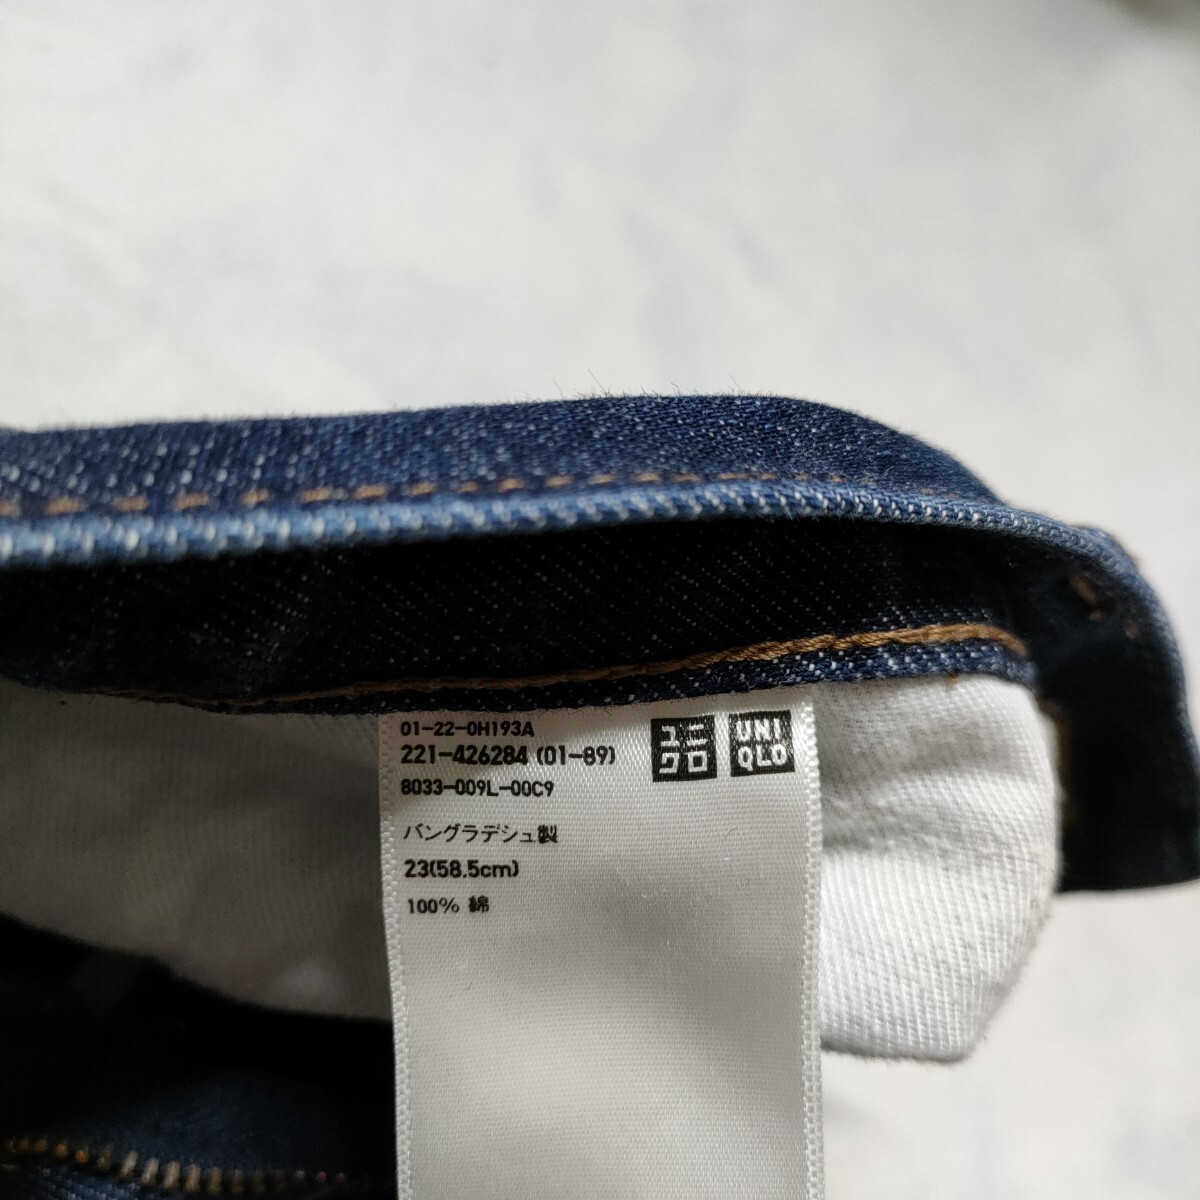 01-22-0H193A
221-426284 (01-89)
8033-009L-00C9
バングラデシュ製
23(58.5cm)
100% 綿
ユニ
クロ
UNI
QLO